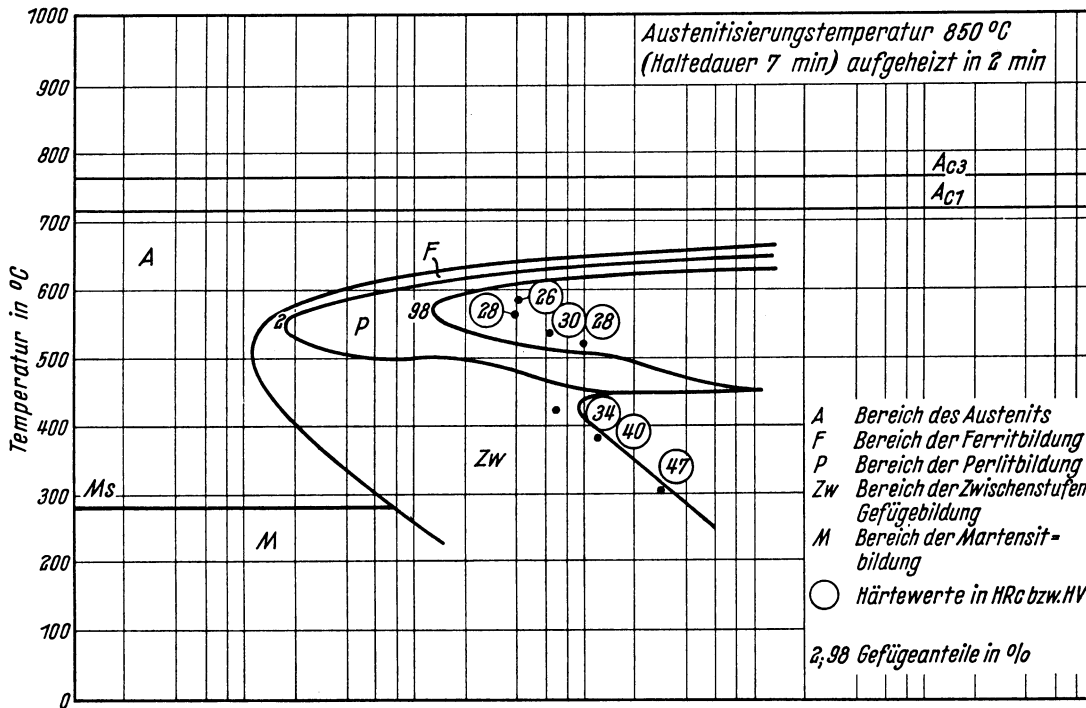 1000
900
800
700
600
500
400
300
200
100
0
Temperatur in °C
Austenitisierungstemperatur 850 °C
(Haltedauer 7 min) aufgeheizt in 2 min
Ac3
Ac1
A
F
2
P
98
28
26
30
28
34
40
47
Zw
Ms
M
A Bereich des Austenits
F Bereich der Ferritbildung
P Bereich der Perlitbildung
Zw Bereich der Zwischenstufen
Gefügebildung
M Bereich der Martensit=
bildung
Härtewerte in HRc bzw. HV
2;98 Gefügeanteile in %